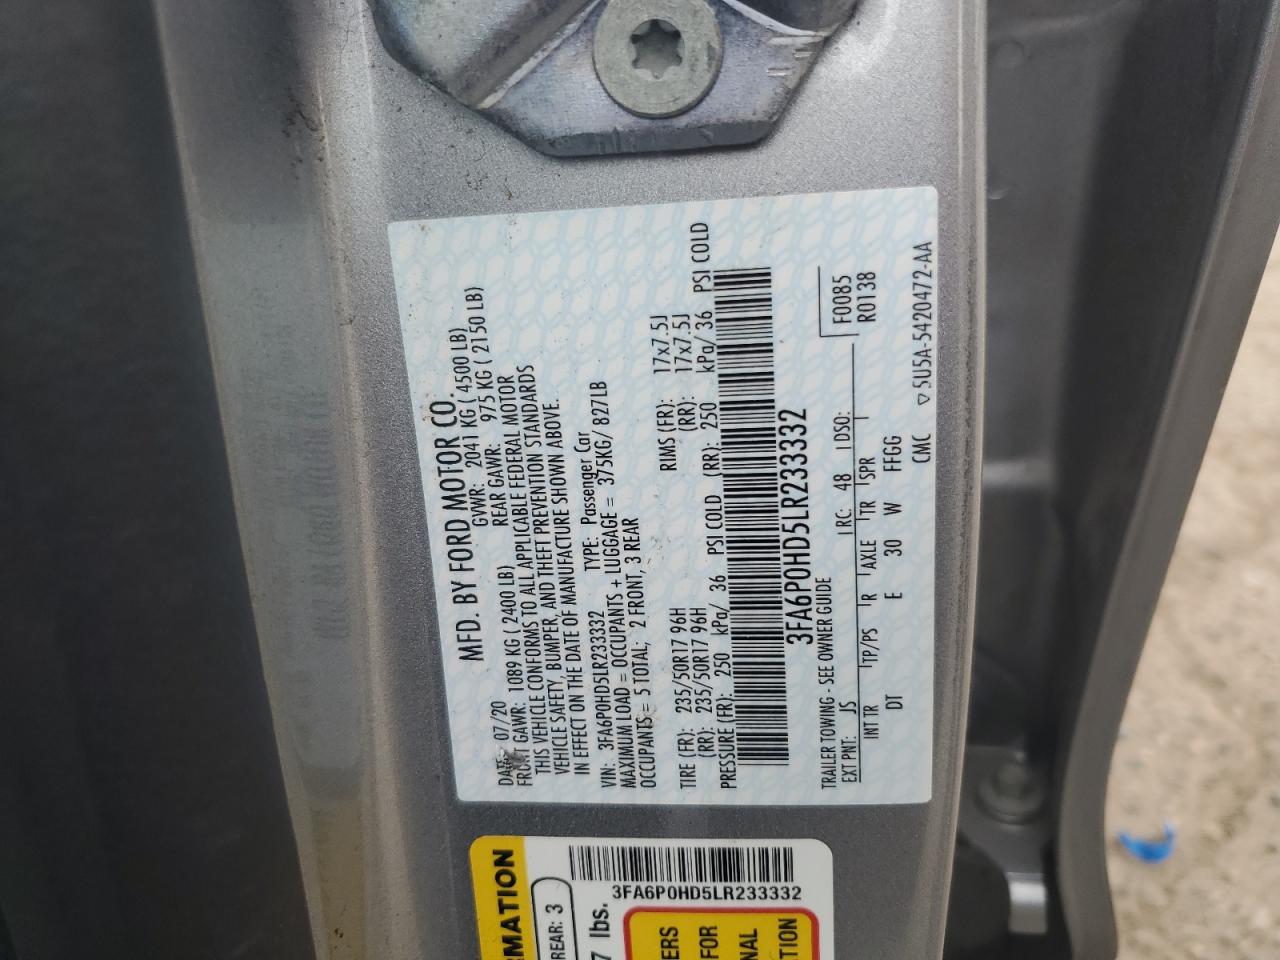 MFD. BY FORD MOTOR CO.
DATE: 07/20 GVWR: 2041 KG ( 4500 LB)
FRONT GAWR: 1089 KG ( 2400 LB) REAR GAWR: 975 KG ( 2150 LB)
THIS VEHICLE CONFORMS TO ALL APPLICABLE FEDERAL MOTOR
VEHICLE SAFETY, BUMPER, AND THEFT PREVENTION STANDARDS
IN EFFECT ON THE DATE OF MANUFACTURE SHOWN ABOVE.
VIN: 3FA6P0HD5LR233332 TYPE: Passenger Car
MAXIMUM LOAD = OCCUPANTS + LUGGAGE = 375KG/ 827LB
OCCUPANTS = 5 TOTAL; 2 FRONT, 3 REAR
TIRE (FR): 235/50R17 96H RIMS (FR): 17x7.5J
(RR): 235/50R17 96H (RR): 17x7.5J
PRESSURE (FR): 250 kPa/ 36 PSI COLD (RR): 250 kPa/ 36 PSI COLD
3FA6P0HD5LR233332
TRAILER TOWING - SEE OWNER GUIDE
F0085
R0138
EXT PNT: JS RC: 48 DSO:
INT TR TP/PS R AXLE TR SPR
DT E 30 W FFGG
CMC ▽5U5A-5420472-AA
RMATION
REAR: 3
7 lbs.
3FA6P0HD5LR233332
ERS
FOR
NAL
TION